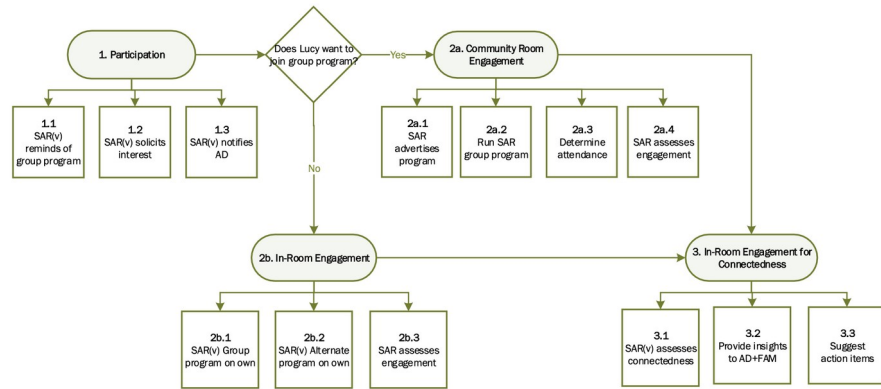 1. Participation
Does Lucy want to
join group program?
Yes
2a. Community Room
Engagement
1.1
SAR(v)
reminds of
group program
1.2
SAR(v) solicits
interest
1.3
SAR(v) notifies
AD
2a.1
SAR
advertises
program
2a.2
Run SAR
group program
2a.3
Determine
attendance
2a.4
SAR assesses
engagement
No
2b. In-Room Engagement
3. In-Room Engagement for
Connectedness
2b.1
SAR(v) Group
program on own
2b.2
SAR(v) Alternate
program on own
2b.3
SAR assesses
engagement
3.1
SAR(v) assesses
connectedness
3.2
Provide insights
to AD+FAM
3.3
Suggest
action items